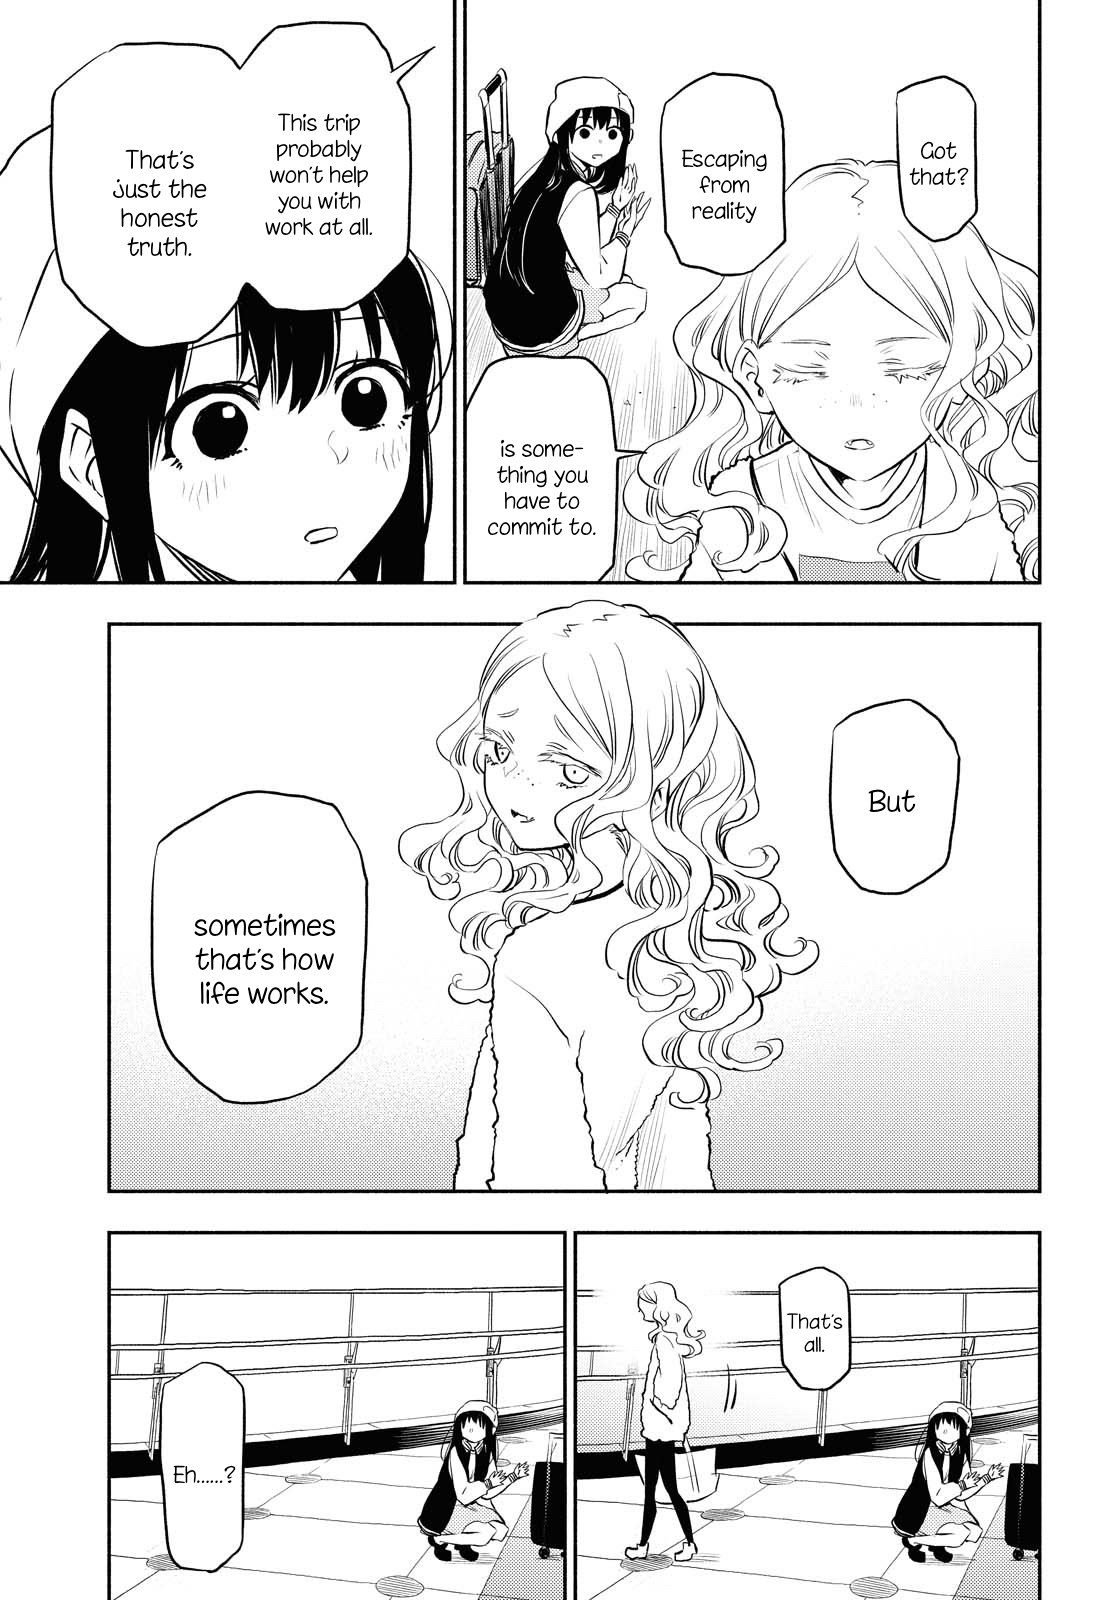 Got
that?
Escaping
from
reality
is some-
thing you
have to
commit to.
This trip
probably
won't help
you with
work at all.
That's
just the
honest
truth.
But
sometimes
that's how
life works.
That's
all.
Eh......?